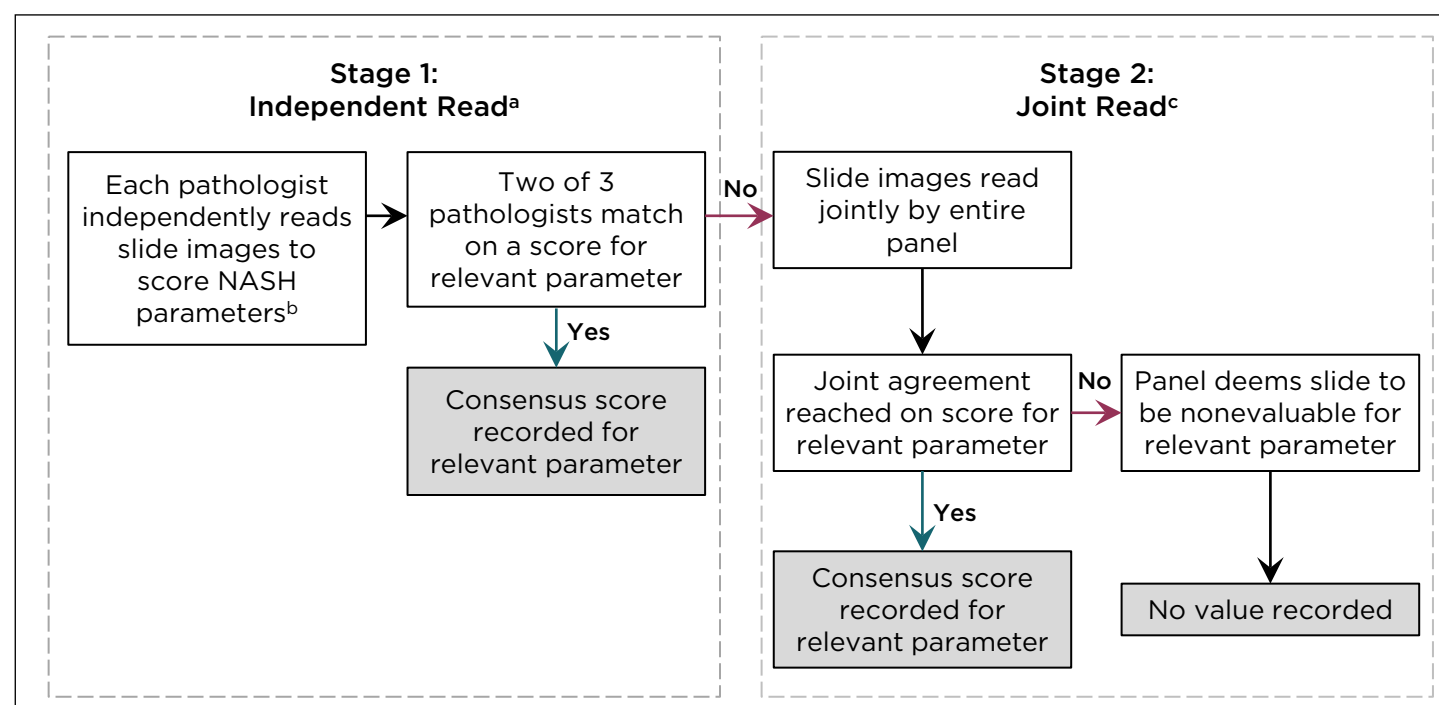 Stage 1:
Independent Readᵃ
Each pathologist
independently reads
slide images to
score NASH
parametersᵇ
Two of 3
pathologists match
on a score for
relevant parameter
Yes
Consensus score
recorded for
relevant parameter
No
Stage 2:
Joint Readᶜ
Slide images read
jointly by entire
panel
Joint agreement
reached on score for
relevant parameter
Yes
Consensus score
recorded for
relevant parameter
No
Panel deems slide to
be nonevaluable for
relevant parameter
No value recorded